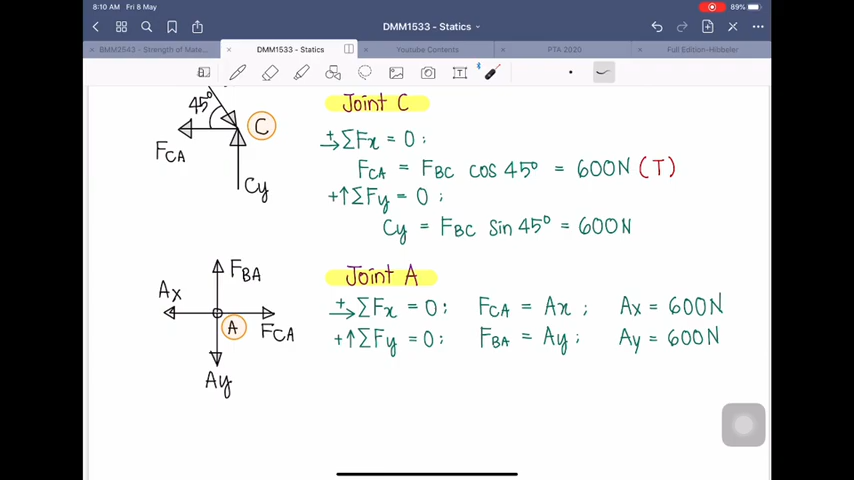 8:10 AM Fri 8 May
89%
DMM1533 - Statics
BMM2543 - Strength of Mate...
DMM1533 - Statics
Youtube Contents
PTA 2020
Full Edition-Hibbeler
45°
C
FCA
Cy
Joint C
+→ ΣFx = 0 ;
FCA = FBC cos 45° = 600N (T)
+↑ΣFy = 0 ;
Cy = FBC sin 45° = 600N
FBA
Ax
A
FCA
Ay
Joint A
+→ ΣFx = 0; FCA = Ax ; Ax = 600N
+↑ΣFy = 0; FBA = Ay; Ay = 600N